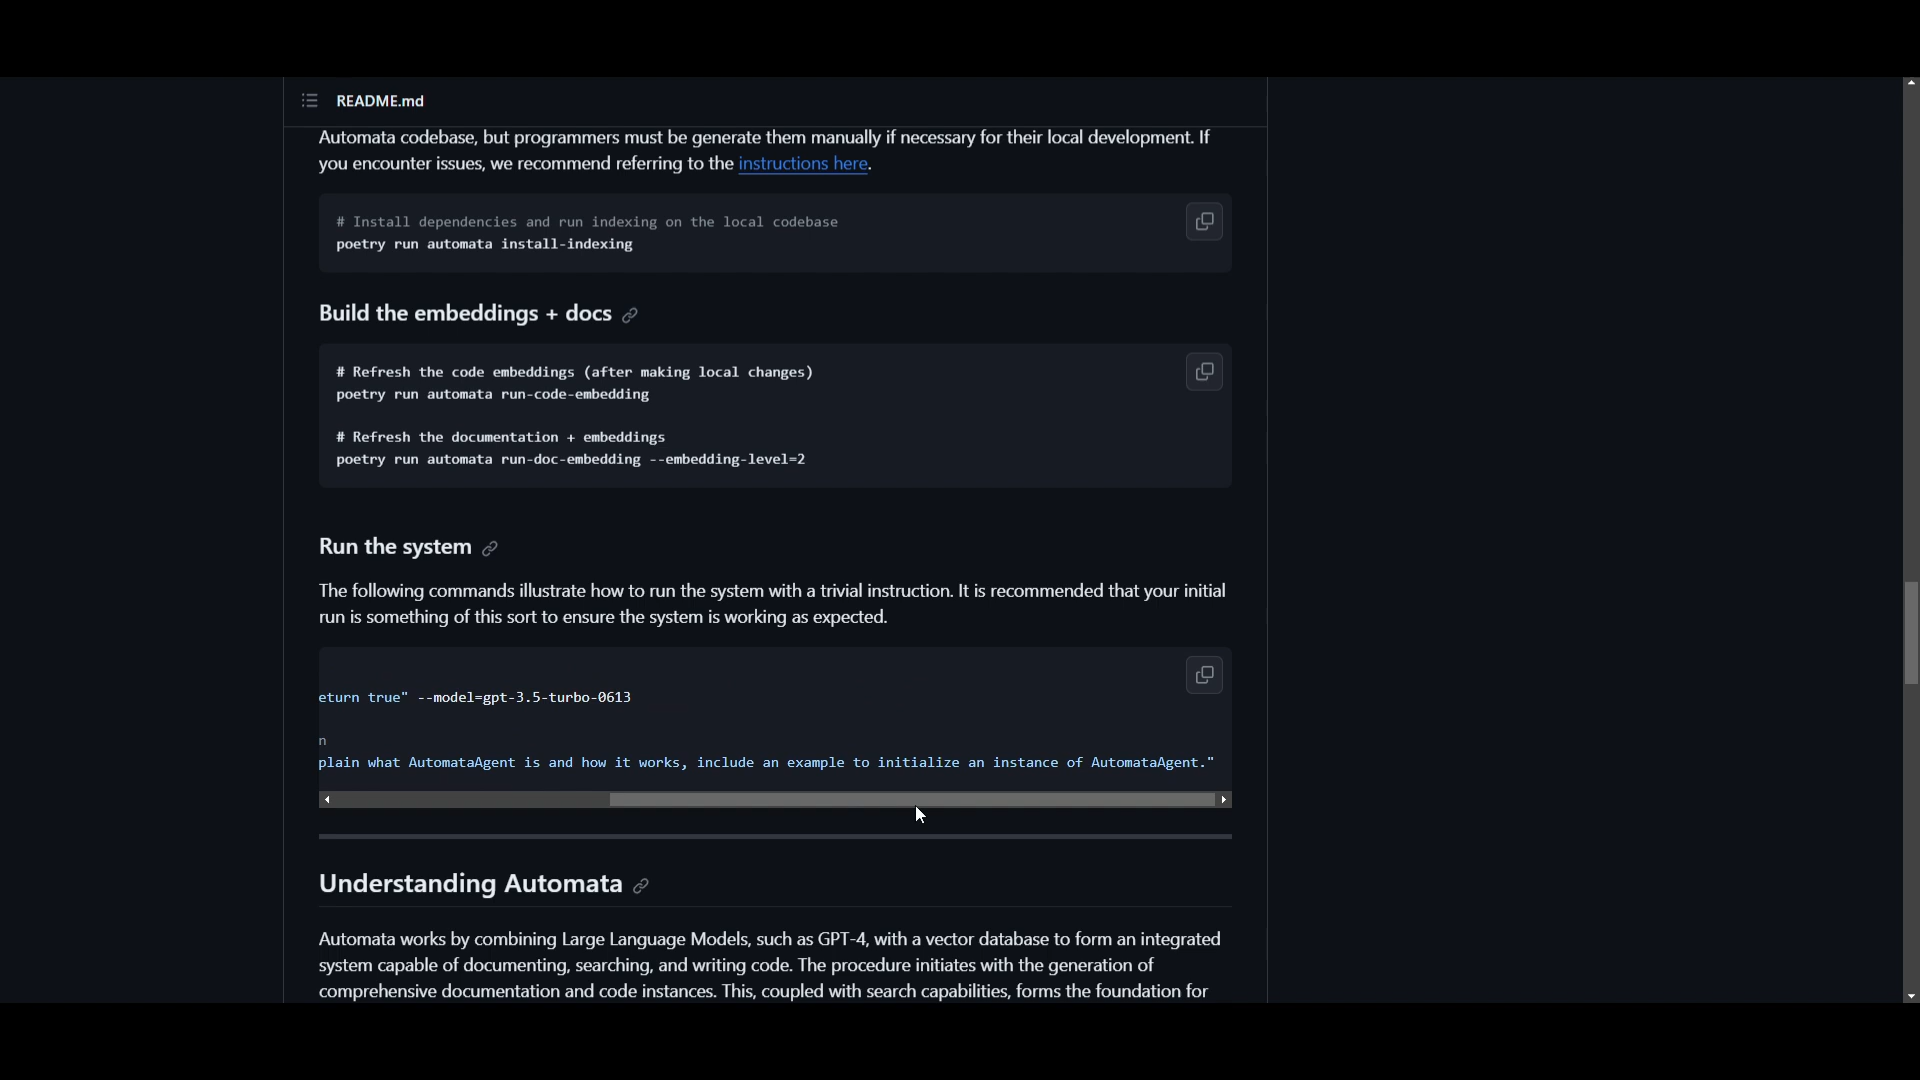 README.md
Automata codebase, but programmers must be generate them manually if necessary for their local development. If
you encounter issues, we recommend referring to the instructions here.
# Install dependencies and run indexing on the local codebase
poetry run automata install-indexing
Build the embeddings + docs
# Refresh the code embeddings (after making local changes)
poetry run automata run-code-embedding
# Refresh the documentation + embeddings
poetry run automata run-doc-embedding --embedding-level=2
Run the system
The following commands illustrate how to run the system with a trivial instruction. It is recommended that your initial
run is something of this sort to ensure the system is working as expected.
eturn true" --model=gpt-3.5-turbo-0613
n
plain what AutomataAgent is and how it works, include an example to initialize an instance of AutomataAgent."
Understanding Automata
Automata works by combining Large Language Models, such as GPT-4, with a vector database to form an integrated
system capable of documenting, searching, and writing code. The procedure initiates with the generation of
comprehensive documentation and code instances. This, coupled with search capabilities, forms the foundation for